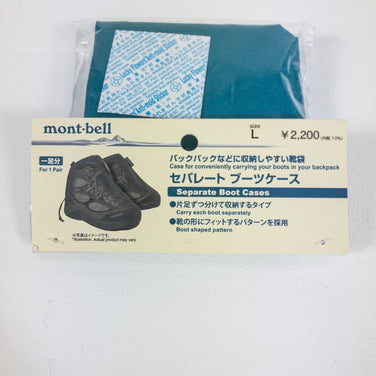 Lucky Power! Anti-moist Sticker
mont-bell
SIZE
L
¥2,200
一足分
For 1 Pair
バックパックなどに収納しやすい靴袋
Case for conveniently carrying your boots in your backpack
セパレート ブーツケース
Separate Boot Cases
●片足ずつ分けて収納するタイプ
Carry each boot separately
●靴の形にフィットするパターンを採用
Boot shaped pattern
※写真はイメージです。
*Illustration. Actual product may vary.